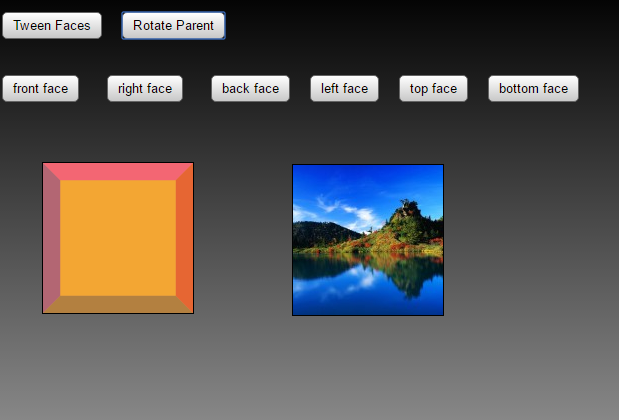 Tween Faces Rotate Parent
front face right face back face left face top face bottom face